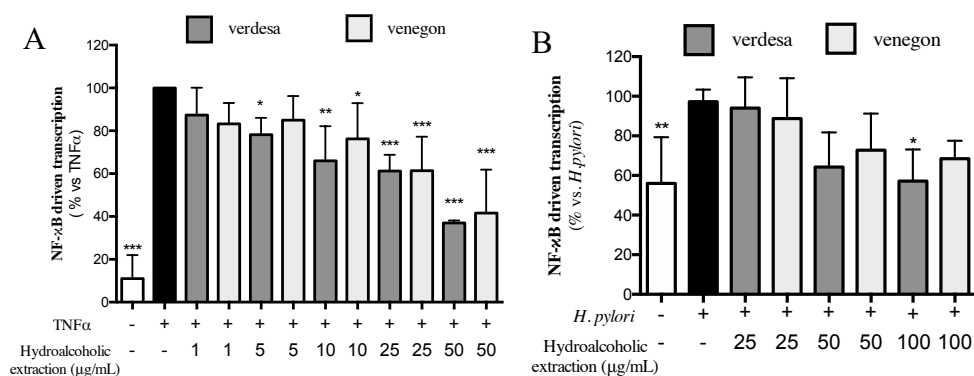 A
verdesa
venegon
NF-ϰB driven transcription
(% vs TNFα)
120
100
80
60
40
20
0
***
*
**
*
***
***
***
***
TNFα - + + + + + + + + + +
Hydroalcoholic
extraction (μg/mL) - - 1 1 5 5 10 10 25 25 50 50
B
verdesa
venegon
NF-ϰB driven transcription
(% vs. H.pylori)
120
100
80
60
40
20
0
**
*
H. pylori - + + + + + + +
Hydroalcoholic
extraction (μg/mL) - - 25 25 50 50 100 100